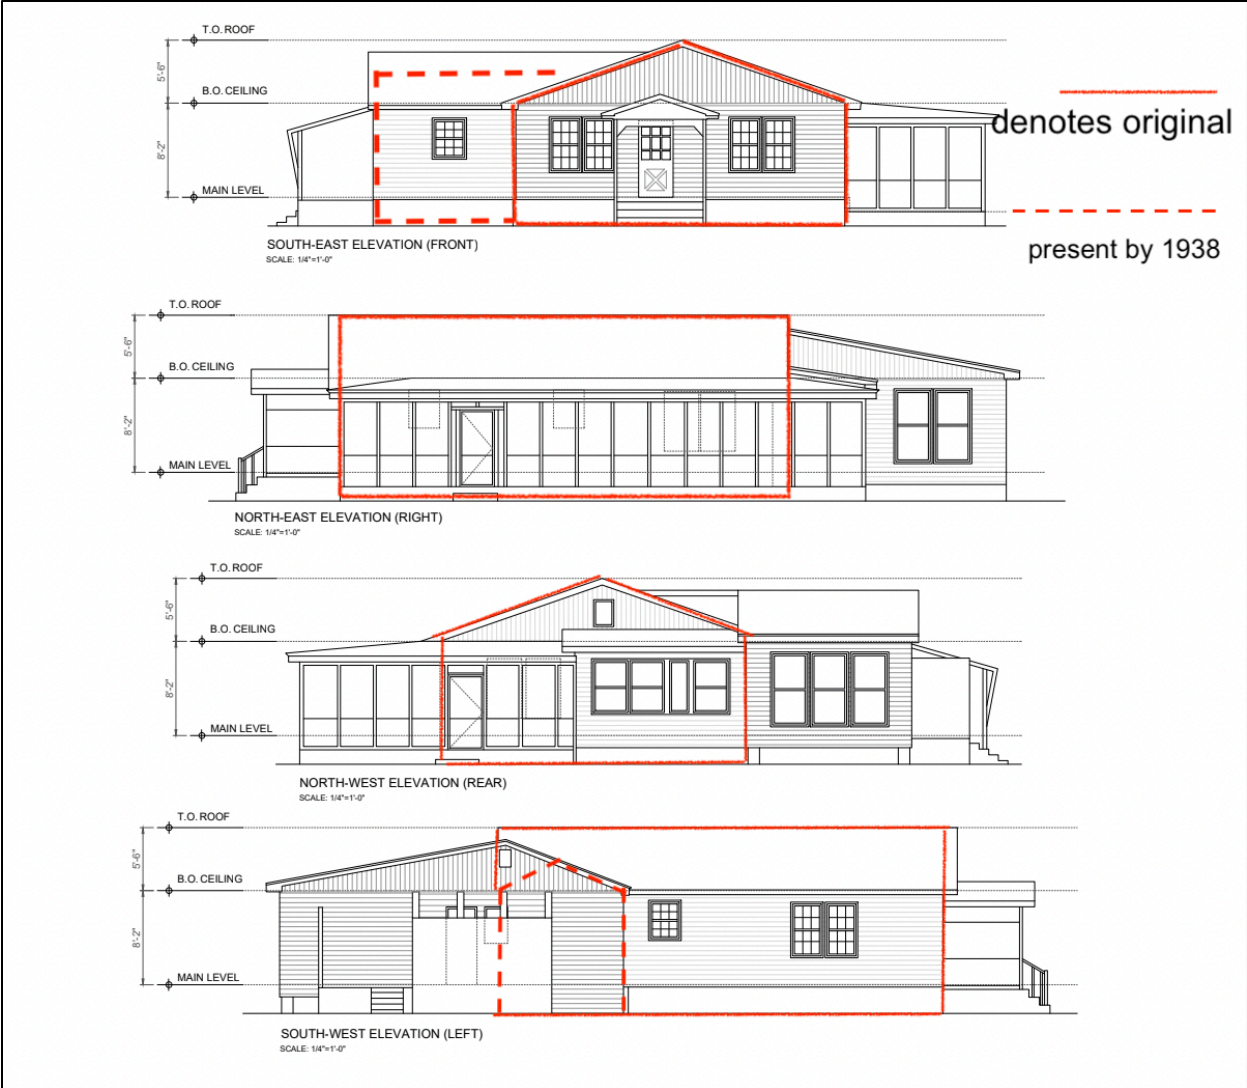 T.O. ROOF
5'-6"
B.O. CEILING
8'-2"
MAIN LEVEL
SOUTH-EAST ELEVATION (FRONT)
SCALE: 1/4"=1'-0"
denotes original
present by 1938
T.O. ROOF
5'-6"
B.O. CEILING
8'-2"
MAIN LEVEL
NORTH-EAST ELEVATION (RIGHT)
SCALE: 1/4"=1'-0"
T.O. ROOF
5'-6"
B.O. CEILING
8'-2"
MAIN LEVEL
NORTH-WEST ELEVATION (REAR)
SCALE: 1/4"=1'-0"
T.O. ROOF
5'-6"
B.O. CEILING
8'-2"
MAIN LEVEL
SOUTH-WEST ELEVATION (LEFT)
SCALE: 1/4"=1'-0"